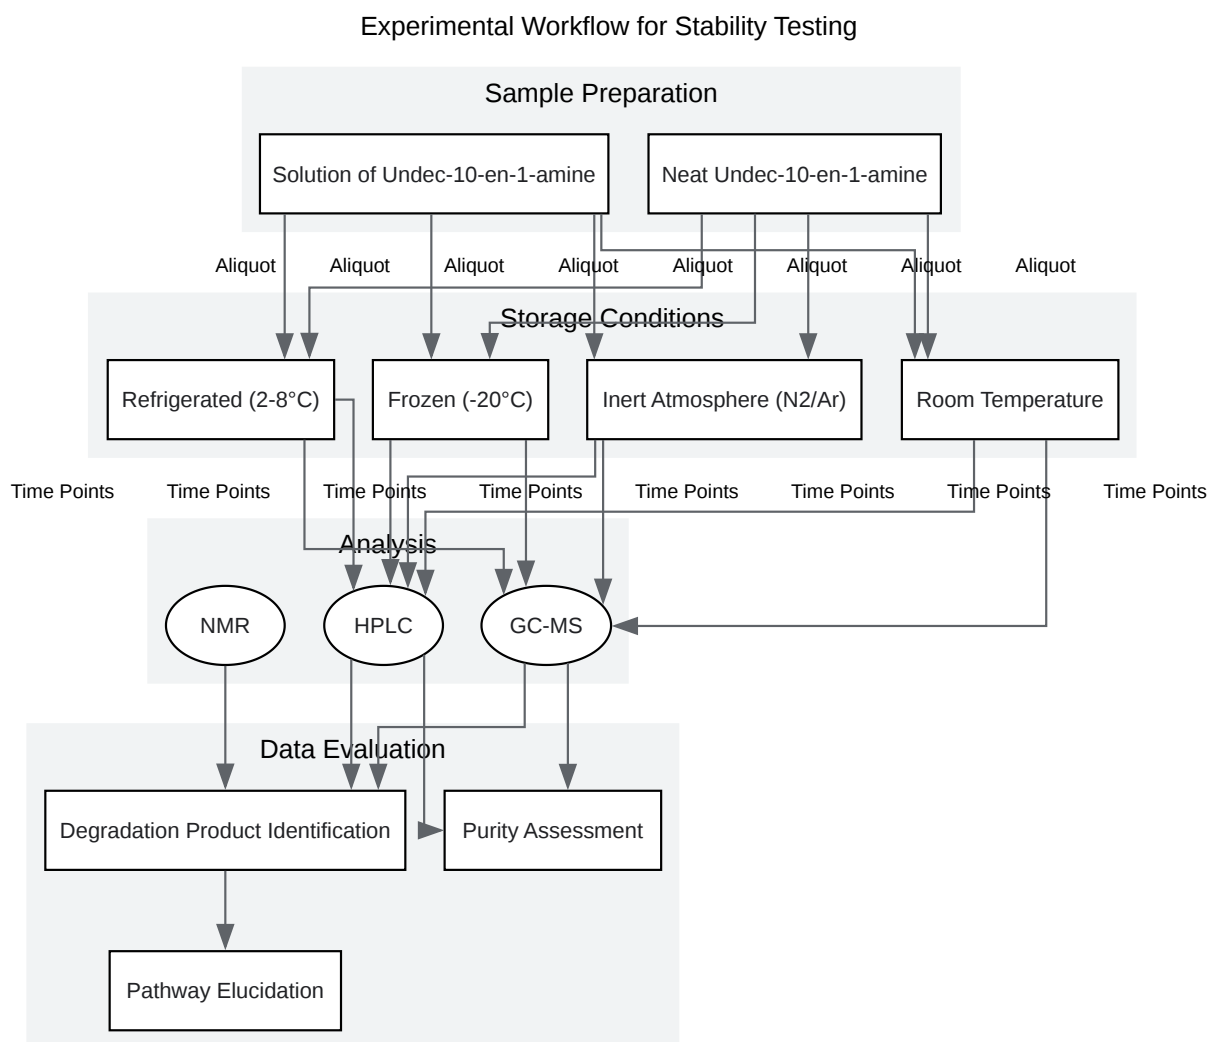 Experimental Workflow for Stability Testing
Sample Preparation
Solution of Undec-10-en-1-amine
Neat Undec-10-en-1-amine
Aliquot
Aliquot
Aliquot
Aliquot
Aliquot
Aliquot
Aliquot
Aliquot
Storage Conditions
Refrigerated (2-8°C)
Frozen (-20°C)
Inert Atmosphere (N2/Ar)
Room Temperature
Time Points
Time Points
Time Points
Time Points
Time Points
Time Points
Time Points
Time Points
Analysis
NMR
HPLC
GC-MS
Data Evaluation
Degradation Product Identification
Purity Assessment
Pathway Elucidation